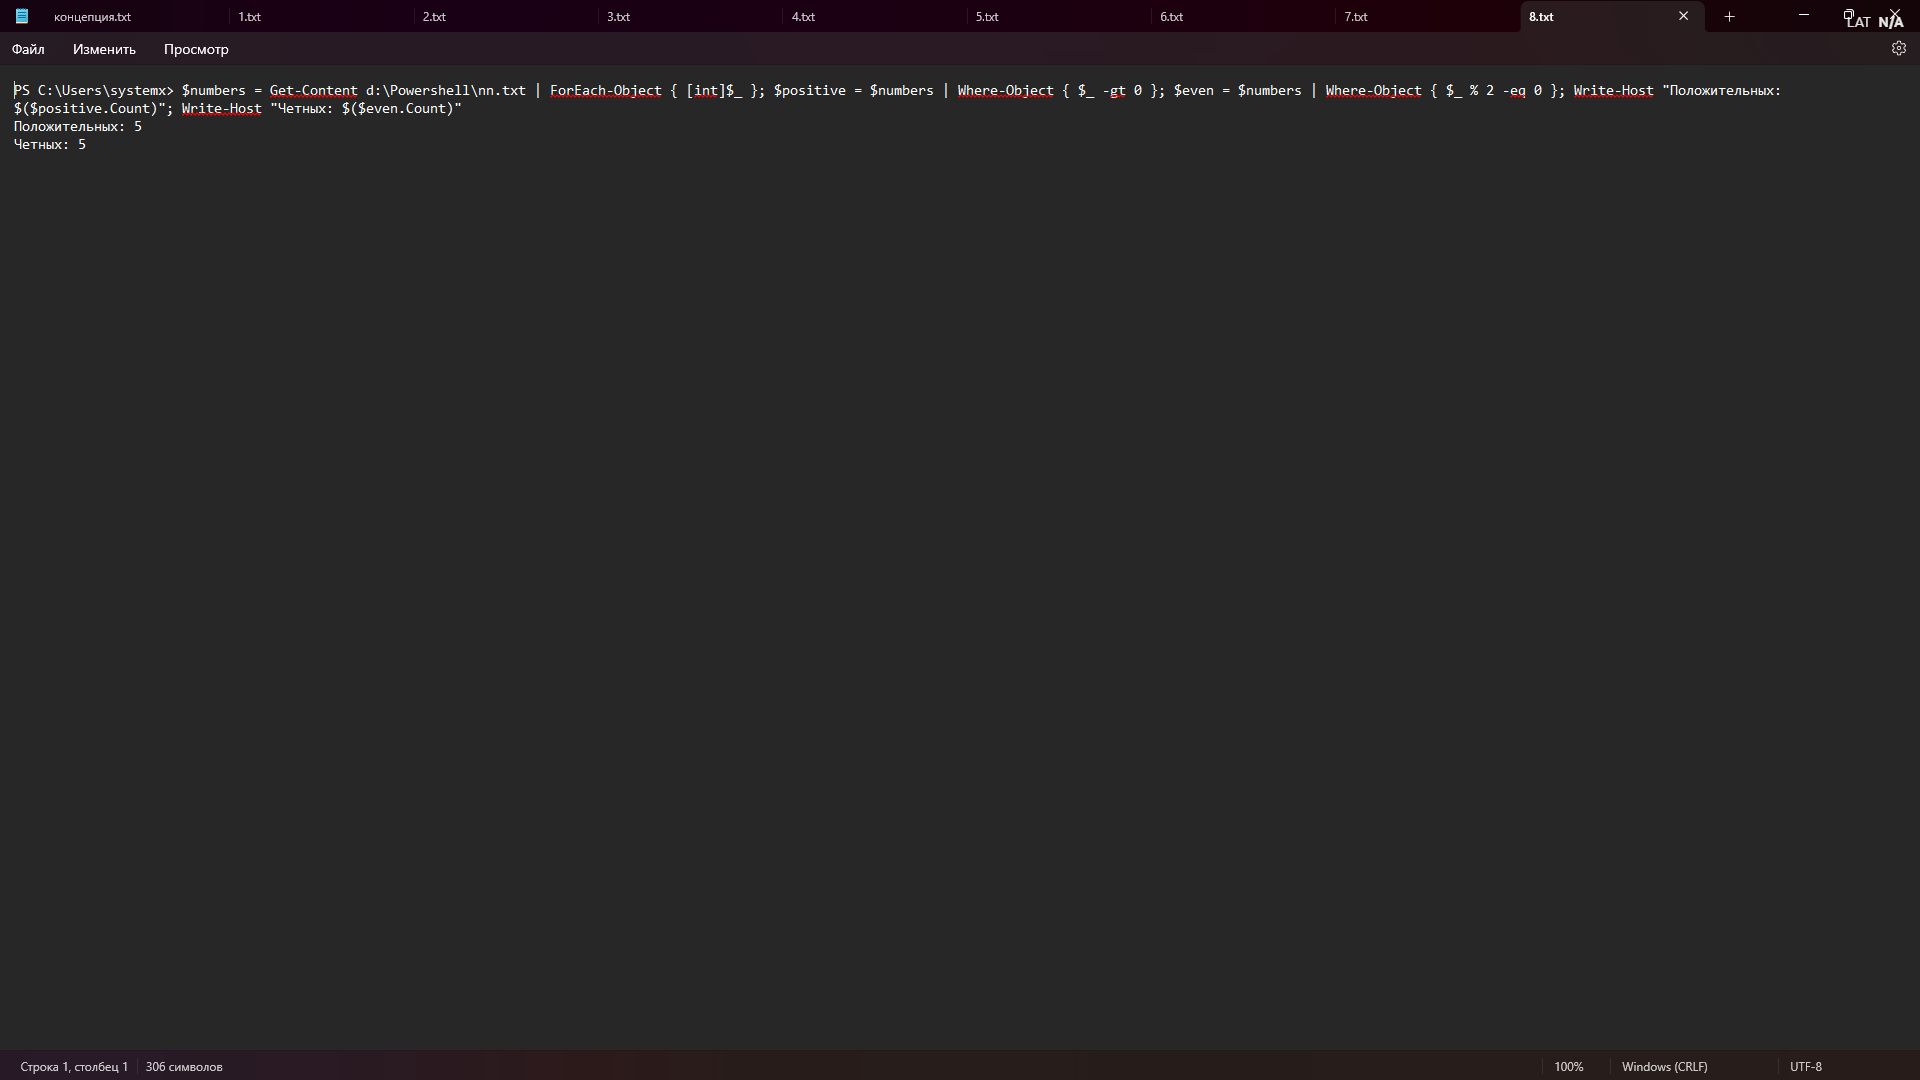 концепция.txt 1.txt 2.txt 3.txt 4.txt 5.txt 6.txt 7.txt 8.txt
LAT N/A
Файл Изменить Просмотр
PS C:\Users\systemx> $numbers = Get-Content d:\Powershell\nn.txt | ForEach-Object { [int]$_ }; $positive = $numbers | Where-Object { $_ -gt 0 }; $even = $numbers | Where-Object { $_ % 2 -eq 0 }; Write-Host "Положительных:
$($positive.Count)"; Write-Host "Четных: $($even.Count)"
Положительных: 5
Четных: 5
Строка 1, столбец 1 306 символов 100% Windows (CRLF) UTF-8